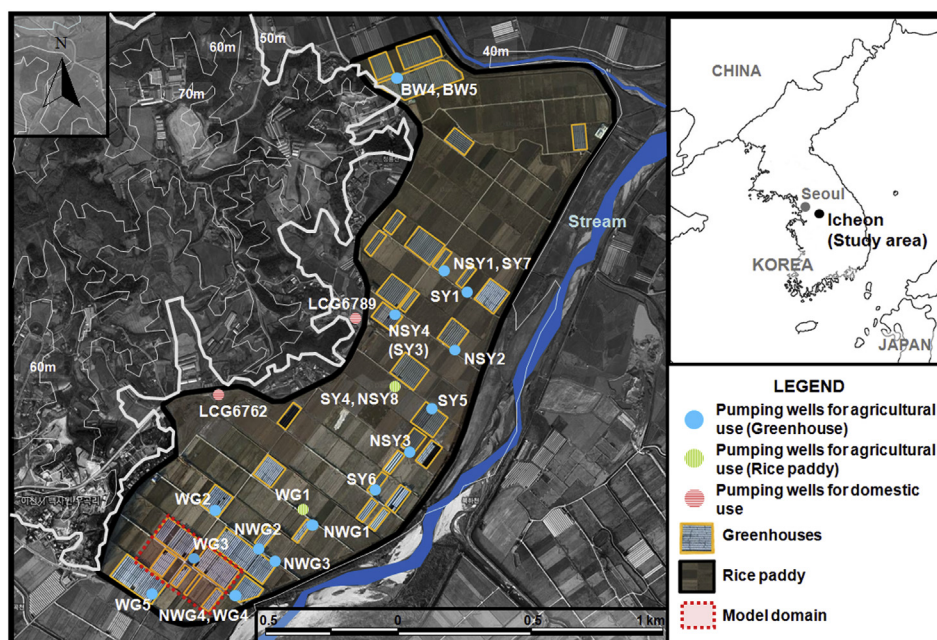 N
50m
60m
70m
40m
BW4, BW5
Stream
NSY1, SY7
SY1
LCG6789
NSY4
(SY3)
NSY2
60m
LCG6762
SY4, NSY8
SY5
NSY3
SY6
WG2
WG1
NWG1
NWG2
WG3
NWG3
WG5
NWG4, WG4
0.5 0 1 km
CHINA
Seoul
Icheon
(Study area)
KOREA
JAPAN
LEGEND
Pumping wells for agricultural
use (Greenhouse)
Pumping wells for agricultural
use (Rice paddy)
Pumping wells for domestic
use
Greenhouses
Rice paddy
Model domain